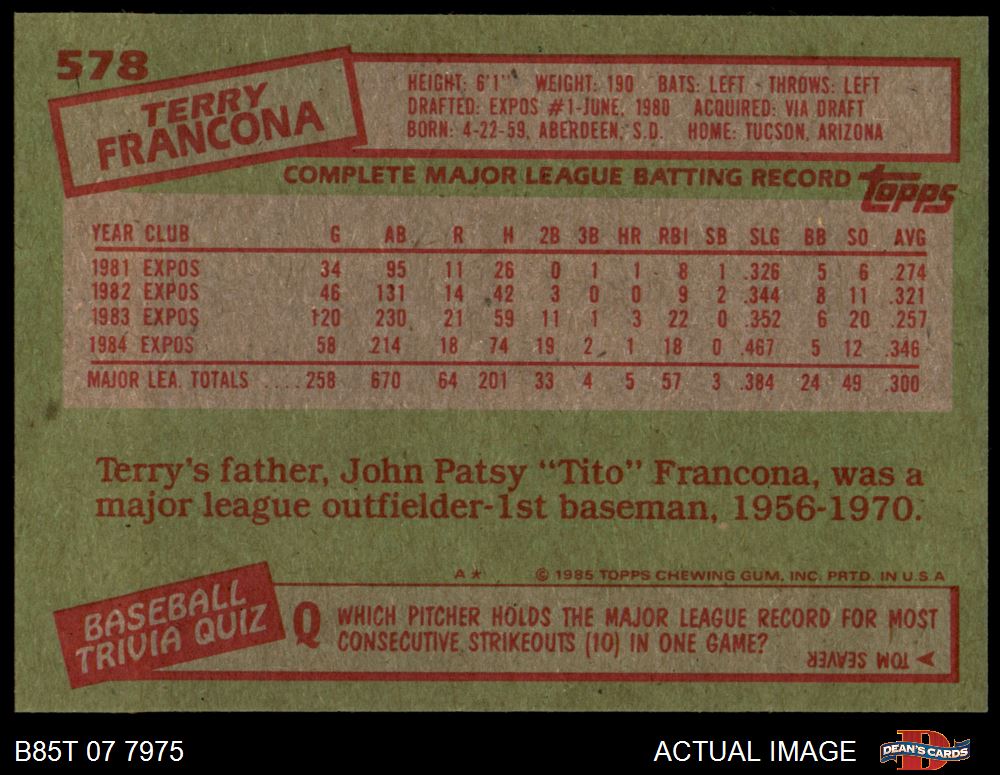 578
TERRY
FRANCONA
HEIGHT: 6'1" WEIGHT: 190 BATS: LEFT - THROWS: LEFT
DRAFTED: EXPOS #1-JUNE, 1980 ACQUIRED: VIA DRAFT
BORN: 4-22-59, ABERDEEN, S.D. HOME: TUCSON, ARIZONA
COMPLETE MAJOR LEAGUE BATTING RECORD topps
YEAR CLUB G AB R H 2B 3B HR RBI SB SLG BB SO AVG
1981 EXPOS 34 95 11 26 0 1 1 8 1 .326 5 6 .274
1982 EXPOS 46 131 14 42 3 0 0 9 2 .344 8 11 .321
1983 EXPOS 120 230 21 59 11 1 3 22 0 .352 6 20 .257
1984 EXPOS 58 214 18 74 19 2 1 18 0 .467 5 12 .346
MAJOR LEA. TOTALS .... 258 670 64 201 33 4 5 57 3 .384 24 49 .300
Terry's father, John Patsy “Tito” Francona, was a
major league outfielder-1st baseman, 1956-1970.
A* © 1985 TOPPS CHEWING GUM, INC. PRTD. IN U S A
BASEBALL
TRIVIA QUIZ
Q WHICH PITCHER HOLDS THE MAJOR LEAGUE RECORD FOR MOST
CONSECUTIVE STRIKEOUTS (10) IN ONE GAME?
TOM SEAVER
B85T 07 7975 ACTUAL IMAGE DEAN'S CARDS